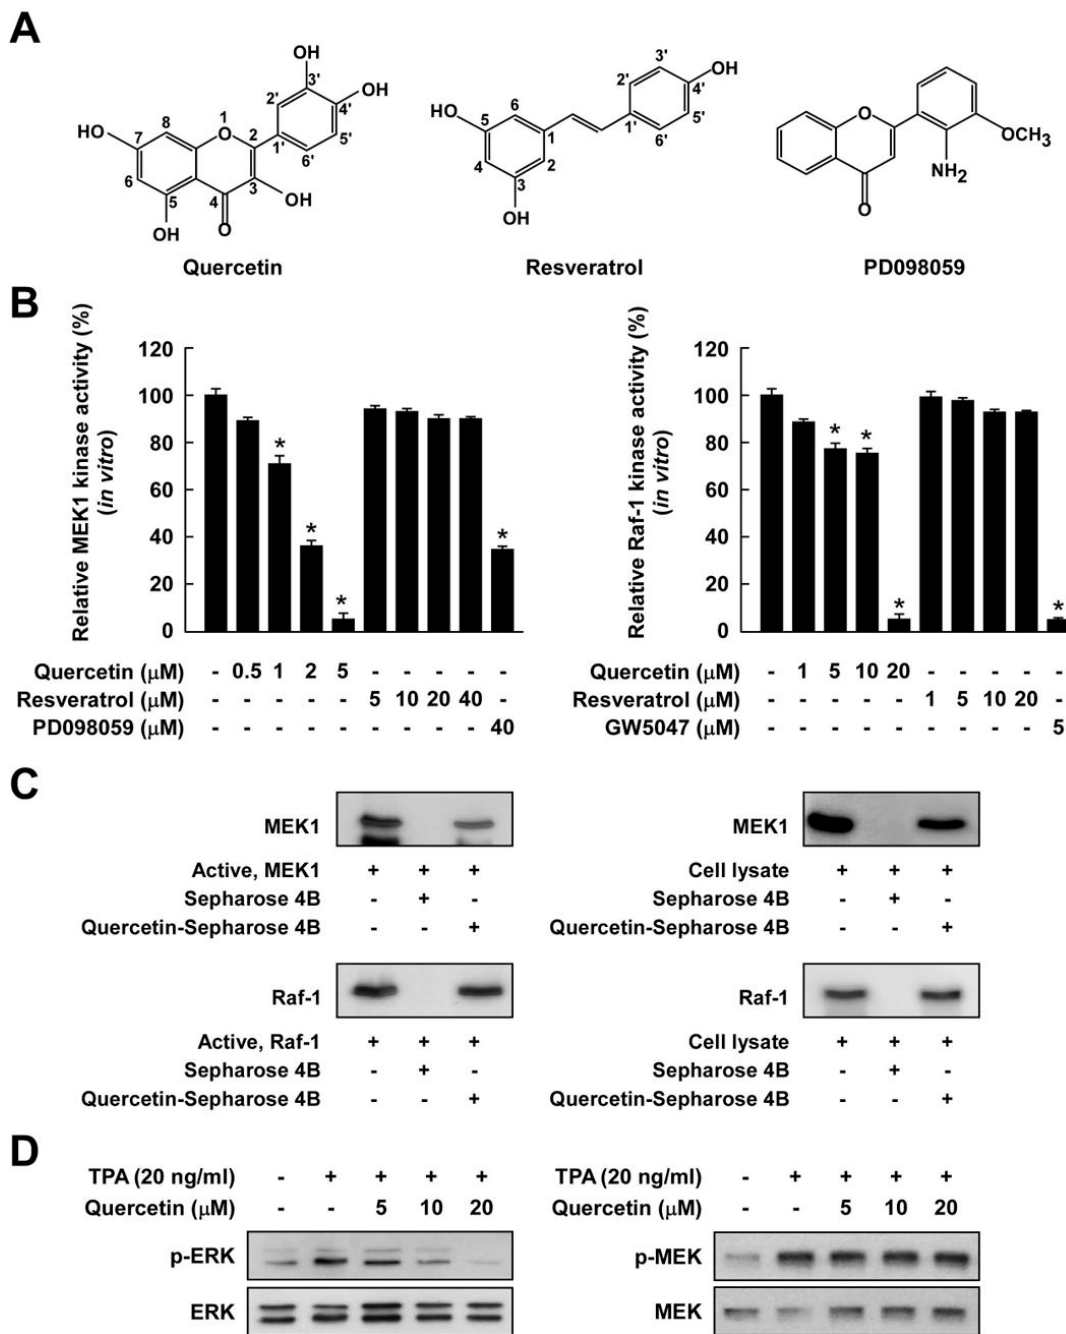 A
OH
3'
2'
4'
OH
8
1
O
HO
7
2
1'
5'
6'
6
5
4
3
OH
OH
O
Quercetin
3'
2'
4'
OH
HO
6
5
1'
5'
6'
1
4
2
3
OH
Resveratrol
O
OCH3
NH2
O
PD098059
B
Relative MEK1 kinase activity (%)
(in vitro)
120
100
80
60
40
20
0
* * * *
Quercetin (μM) - 0.5 1 2 5 - - - - -
Resveratrol (μM) - - - - - 5 10 20 40 -
PD098059 (μM) - - - - - - - - - 40
Relative Raf-1 kinase activity (%)
(in vitro)
120
100
80
60
40
20
0
* * * *
Quercetin (μM) - 1 5 10 20 - - - - -
Resveratrol (μM) - - - - - 1 5 10 20 -
GW5047 (μM) - - - - - - - - - 5
C
MEK1
Active, MEK1 + + +
Sepharose 4B - + -
Quercetin-Sepharose 4B - - +
MEK1
Cell lysate + + +
Sepharose 4B - + -
Quercetin-Sepharose 4B - - +
Raf-1
Active, Raf-1 + + +
Sepharose 4B - + -
Quercetin-Sepharose 4B - - +
Raf-1
Cell lysate + + +
Sepharose 4B - + -
Quercetin-Sepharose 4B - - +
D
TPA (20 ng/ml) - + + + +
Quercetin (μM) - - 5 10 20
p-ERK
ERK
TPA (20 ng/ml) - + + + +
Quercetin (μM) - - 5 10 20
p-MEK
MEK